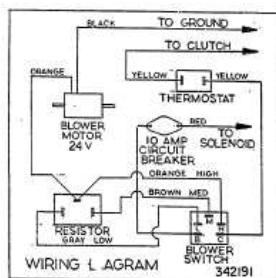 BLACK TO GROUND
TO CLUTCH
ORANGE
YELLOW YELLOW
THERMOSTAT
BLOWER
MOTOR
24 V
RED
TO
SOLENOID
10 AMP
CIRCUIT
BREAKER
ORANGE HIGH
BROWN MED
RESISTOR
GRAY LOW
B C
BLOWER
SWITCH
WIRING L AGRAM
342191